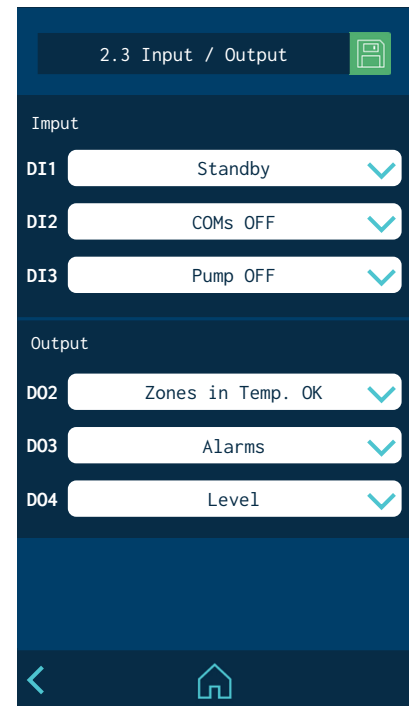 2.3 Input / Output
Imput
DI1 Standby
DI2 COMs OFF
DI3 Pump OFF
Output
DO2 Zones in Temp. OK
DO3 Alarms
DO4 Level